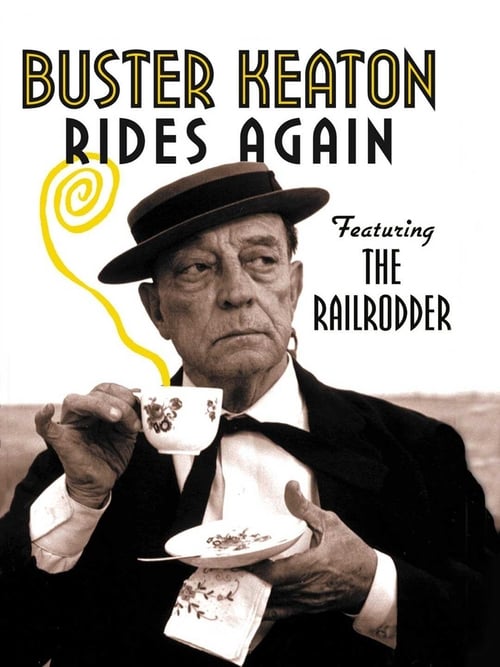 BUSTER KEATON
RIDES AGAIN
Featuring
THE
RAILRODDER